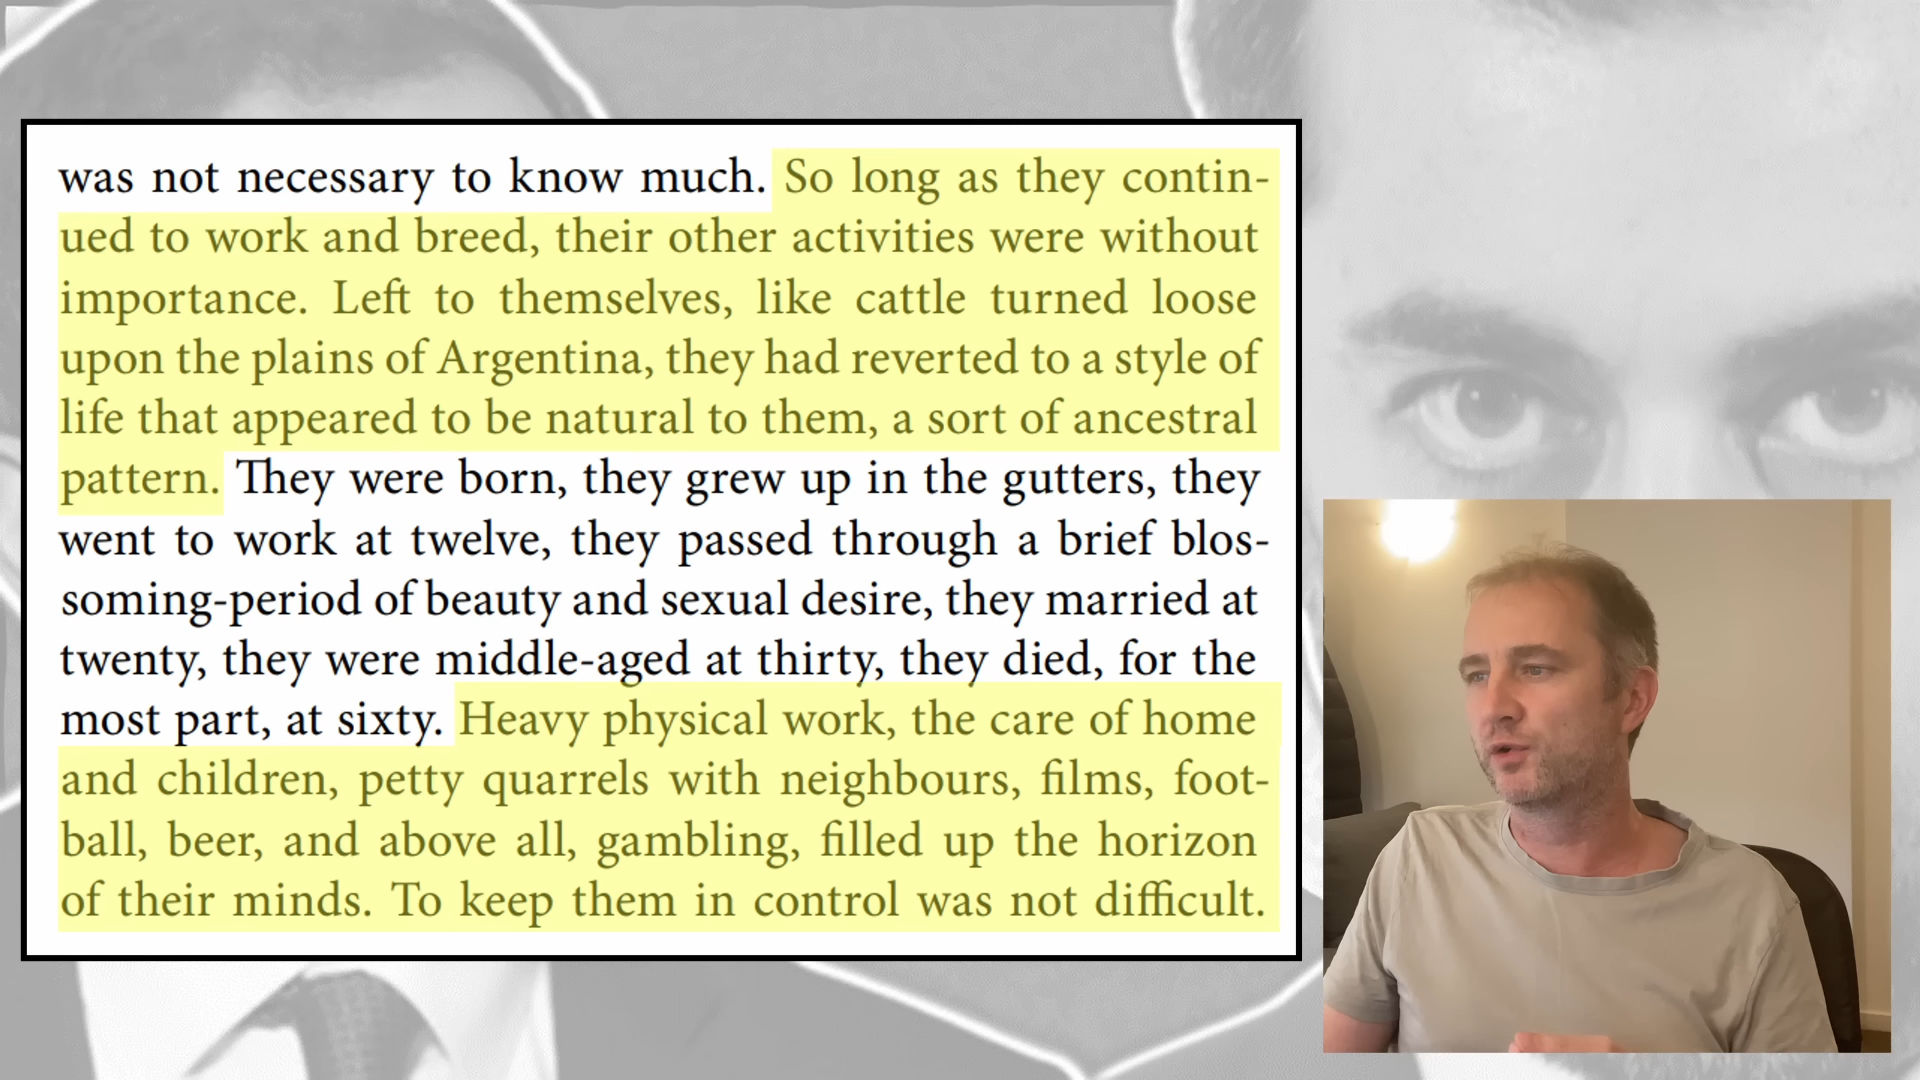 was not necessary to know much. So long as they contin-
ued to work and breed, their other activities were without
importance. Left to themselves, like cattle turned loose
upon the plains of Argentina, they had reverted to a style of
life that appeared to be natural to them, a sort of ancestral
pattern. They were born, they grew up in the gutters, they
went to work at twelve, they passed through a brief blos-
soming-period of beauty and sexual desire, they married at
twenty, they were middle-aged at thirty, they died, for the
most part, at sixty. Heavy physical work, the care of home
and children, petty quarrels with neighbours, films, foot-
ball, beer, and above all, gambling, filled up the horizon
of their minds. To keep them in control was not difficult.